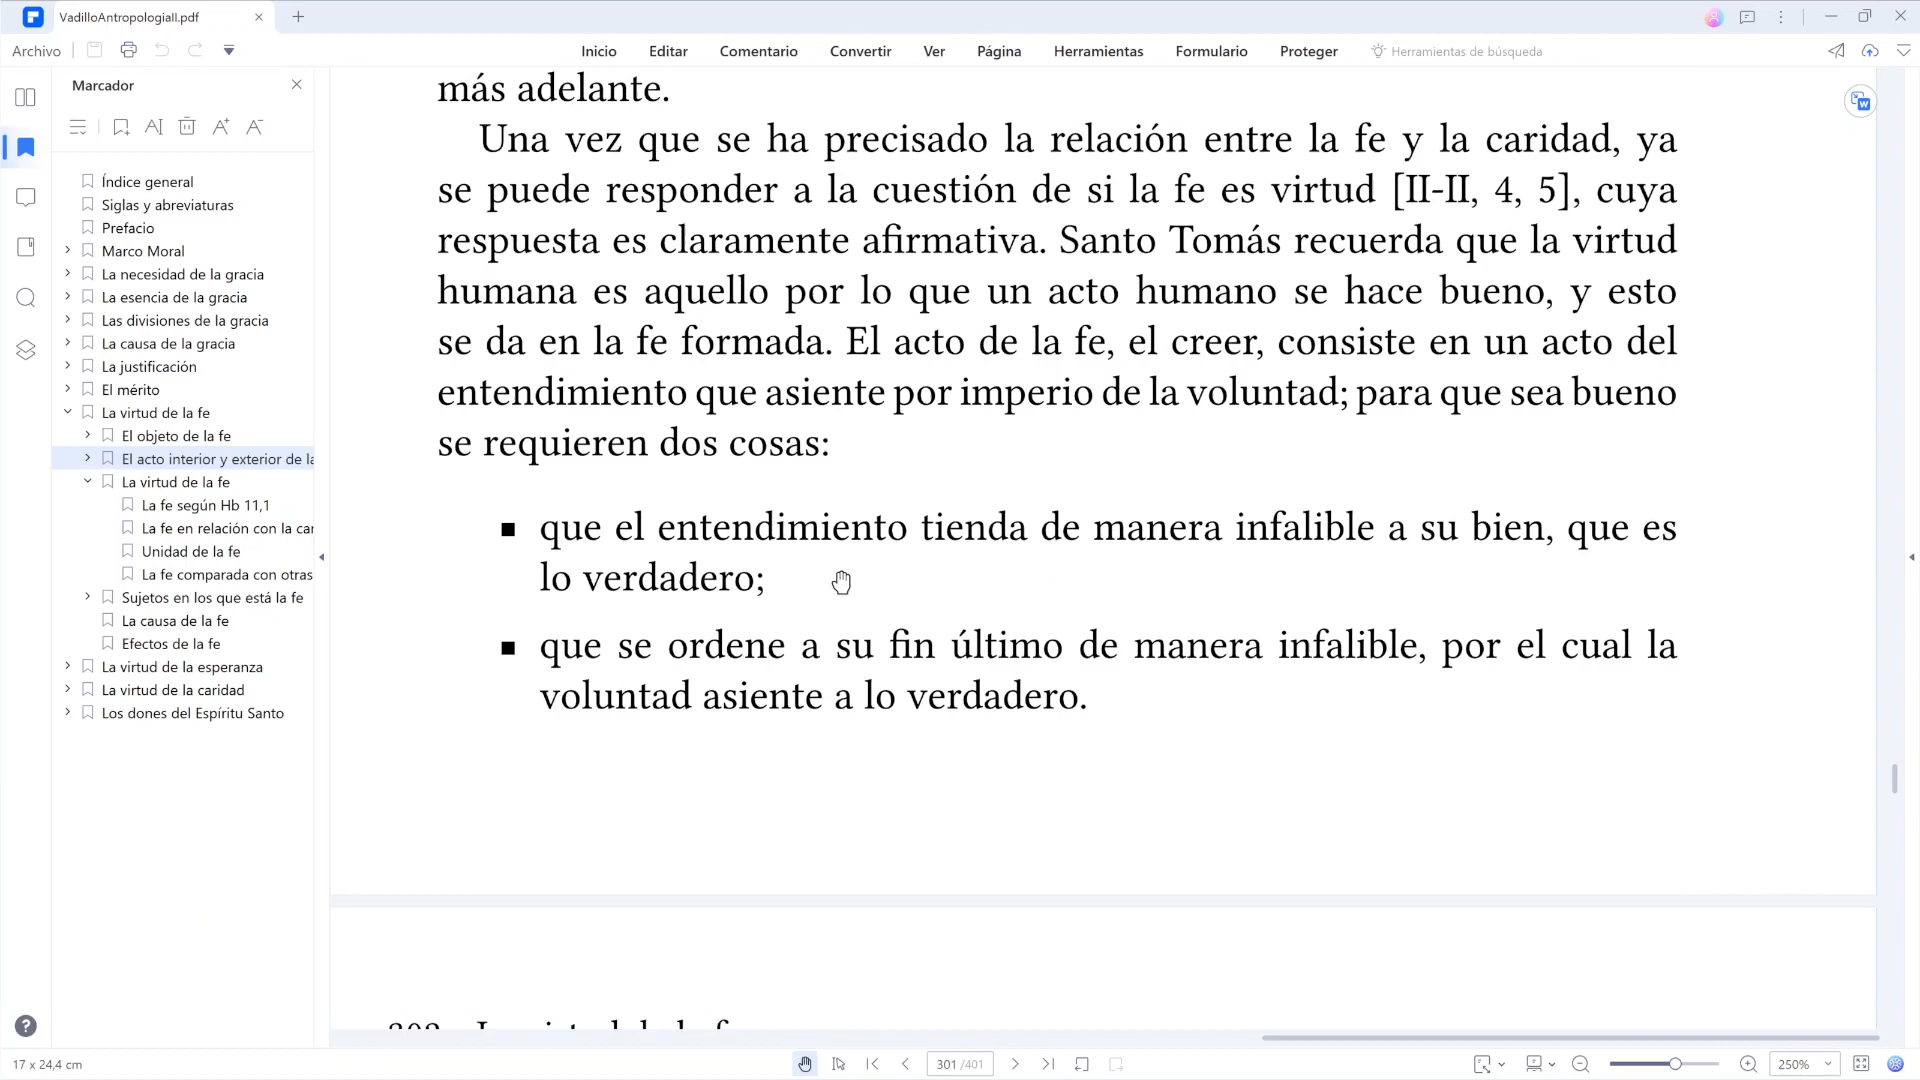 VadilloAntropologiaII.pdf
Archivo
Inicio
Editar
Comentario
Convertir
Ver
Página
Herramientas
Formulario
Proteger
Herramientas de búsqueda
Marcador
Índice general
Siglas y abreviaturas
Prefacio
Marco Moral
La necesidad de la gracia
La esencia de la gracia
Las divisiones de la gracia
La causa de la gracia
La justificación
El mérito
La virtud de la fe
El objeto de la fe
El acto interior y exterior de la
La virtud de la fe
La fe según Hb 11,1
La fe en relación con la car
Unidad de la fe
La fe comparada con otras
Sujetos en los que está la fe
La causa de la fe
Efectos de la fe
La virtud de la esperanza
La virtud de la caridad
Los dones del Espíritu Santo
más adelante.
Una vez que se ha precisado la relación entre la fe y la caridad, ya
se puede responder a la cuestión de si la fe es virtud [II-II, 4, 5], cuya
respuesta es claramente afirmativa. Santo Tomás recuerda que la virtud
humana es aquello por lo que un acto humano se hace bueno, y esto
se da en la fe formada. El acto de la fe, el creer, consiste en un acto del
entendimiento que asiente por imperio de la voluntad; para que sea bueno
se requieren dos cosas:
■ que el entendimiento tienda de manera infalible a su bien, que es
lo verdadero;
■ que se ordene a su fin último de manera infalible, por el cual la
voluntad asiente a lo verdadero.
17 x 24,4 cm
301 /401
250%